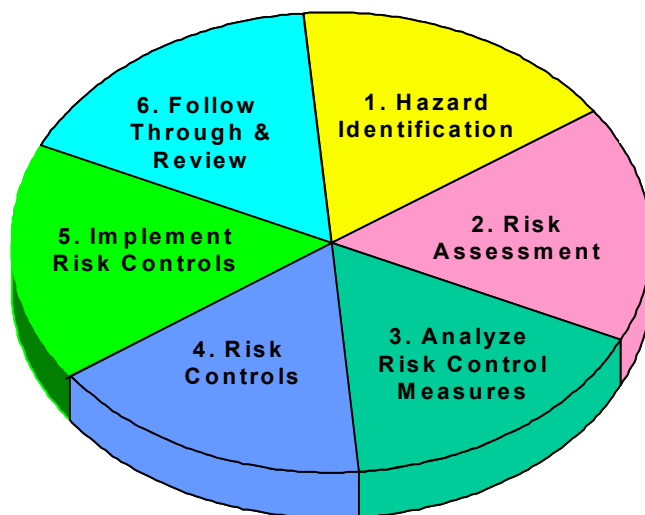 1. Hazard
Identification
2. Risk
Assessment
3. Analyze
Risk Control
Measures
4. Risk
Controls
5. Implement
Risk Controls
6. Follow
Through &
Review